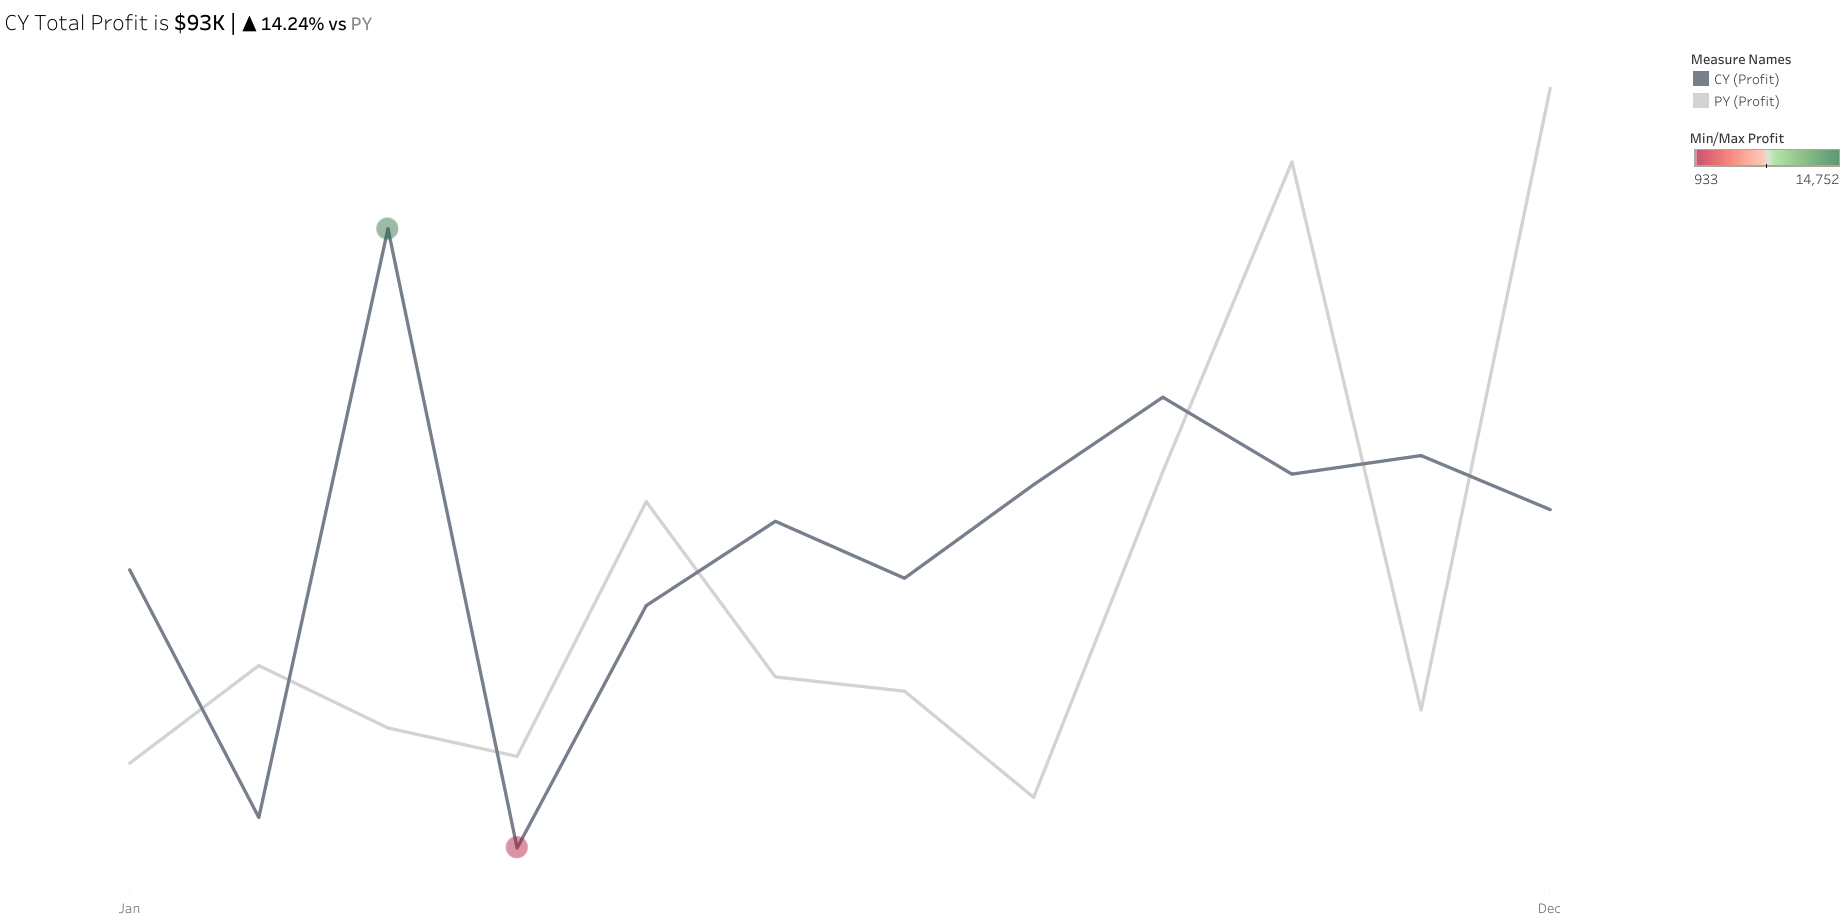 CY Total Profit is $93K | ▲ 14.24% vs PY
Measure Names
CY (Profit)
PY (Profit)
Min/Max Profit
933 14,752
Jan Dec